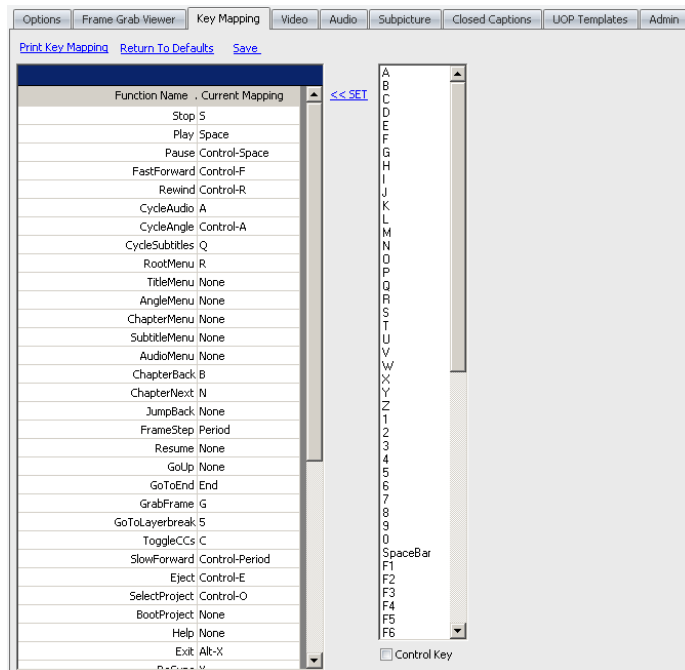 Options Frame Grab Viewer Key Mapping Video Audio Subpicture Closed Captions UOP Templates Admin
Print Key Mapping Return To Defaults Save
Function Name . Current Mapping
Stop S
Play Space
Pause Control-Space
FastForward Control-F
Rewind Control-R
CycleAudio A
CycleAngle Control-A
CycleSubtitles Q
RootMenu R
TitleMenu None
AngleMenu None
ChapterMenu None
SubtitleMenu None
AudioMenu None
ChapterBack B
ChapterNext N
JumpBack None
FrameStep Period
Resume None
GoUp None
GoToEnd End
GrabFrame G
GoToLayerbreak 5
ToggleCCs C
SlowForward Control-Period
Eject Control-E
SelectProject Control-O
BootProject None
Help None
Exit Alt-X
<< SET
A
B
C
D
E
F
G
H
I
J
K
L
M
N
O
P
Q
R
S
T
U
V
W
X
Y
Z
1
2
3
4
5
6
7
8
9
0
SpaceBar
F1
F2
F3
F4
F5
F6
Control Key